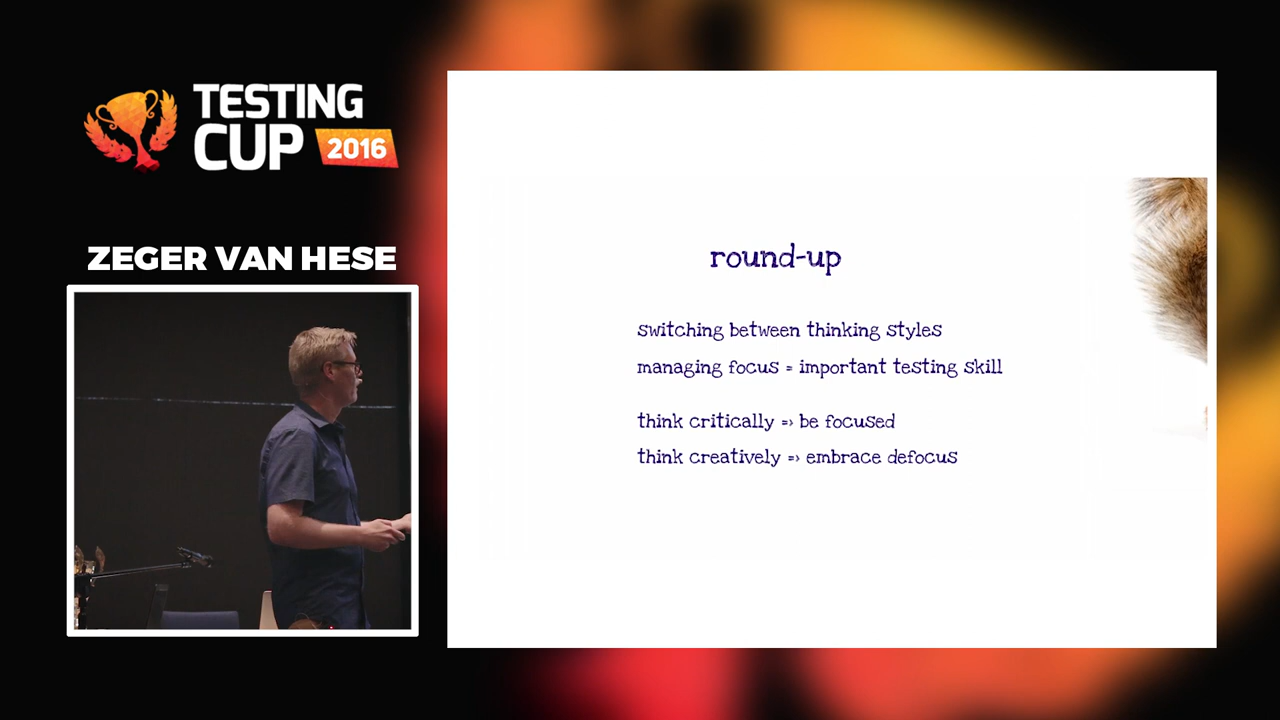 TESTING
CUP 2016
ZEGER VAN HESE
round-up
switching between thinking styles
managing focus = important testing skill
think critically => be focused
think creatively => embrace defocus